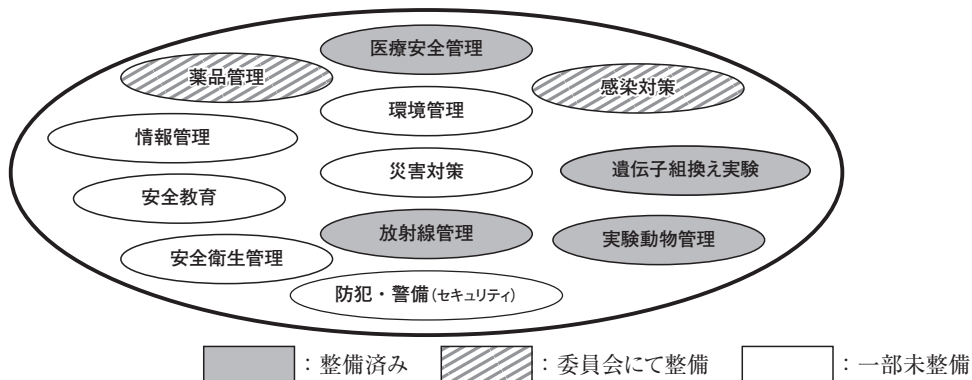 医療安全管理
薬品管理
感染対策
環境管理
情報管理
災害対策
遺伝子組換え実験
安全教育
放射線管理
実験動物管理
安全衛生管理
防犯・警備(セキュリティ)
：整備済み ：委員会にて整備 ：一部未整備